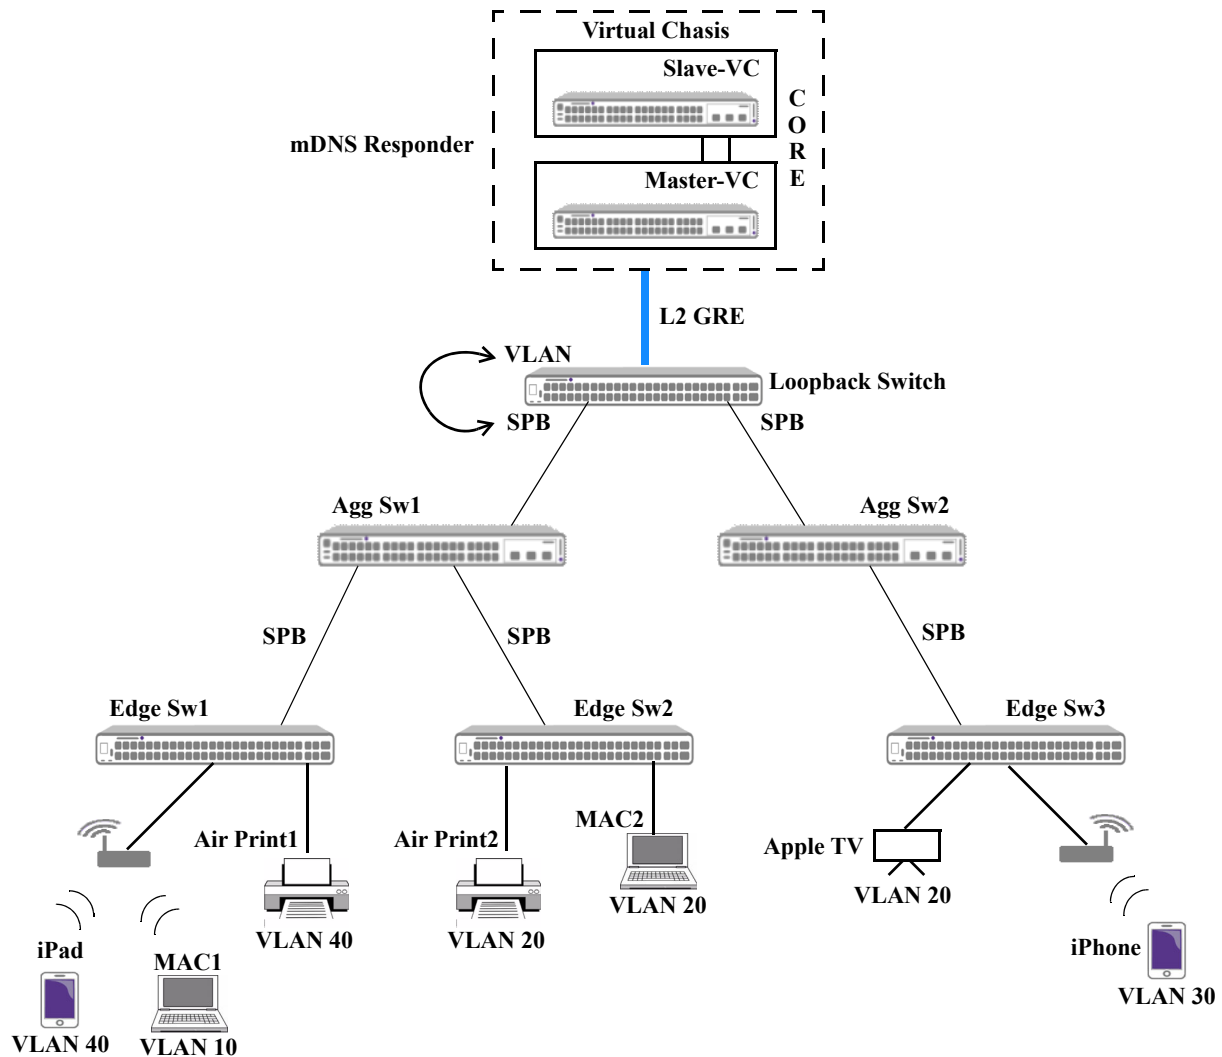 Virtual Chasis
Slave-VC
C
O
R
E
mDNS Responder
Master-VC
L2 GRE
VLAN
Loopback Switch
SPB
SPB
Agg Sw1
Agg Sw2
SPB
SPB
SPB
Edge Sw1
Edge Sw2
Edge Sw3
MAC2
Air Print1
Air Print2
Apple TV
VLAN 20
VLAN 20
VLAN 40
VLAN 20
iPad
MAC1
iPhone
VLAN 30
VLAN 40
VLAN 10